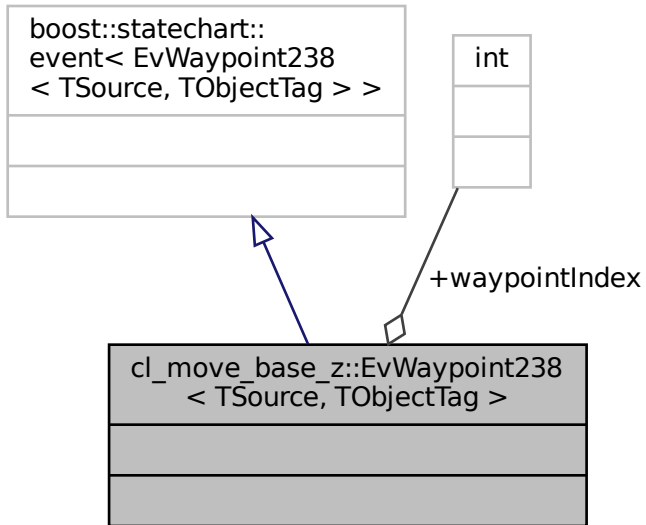 boost::statechart::
event< EvWaypoint238
< TSource, TObjectTag > >
int
+waypointIndex
cl_move_base_z::EvWaypoint238
< TSource, TObjectTag >